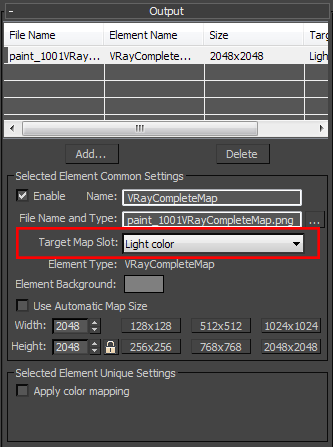 - Output
File Name Element Name Size Targ
paint_1001VRay... VRayComplete... 2048x2048 Light
Add... Delete
Selected Element Common Settings
Enable Name: VRayCompleteMap
File Name and Type: paint_1001VRayCompleteMap.png ...
Target Map Slot: Light color
Element Type: VRayCompleteMap
Element Background:
Use Automatic Map Size
Width: 2048 128x128 512x512 1024x1024
Height: 2048 256x256 768x768 2048x2048
Selected Element Unique Settings
Apply color mapping